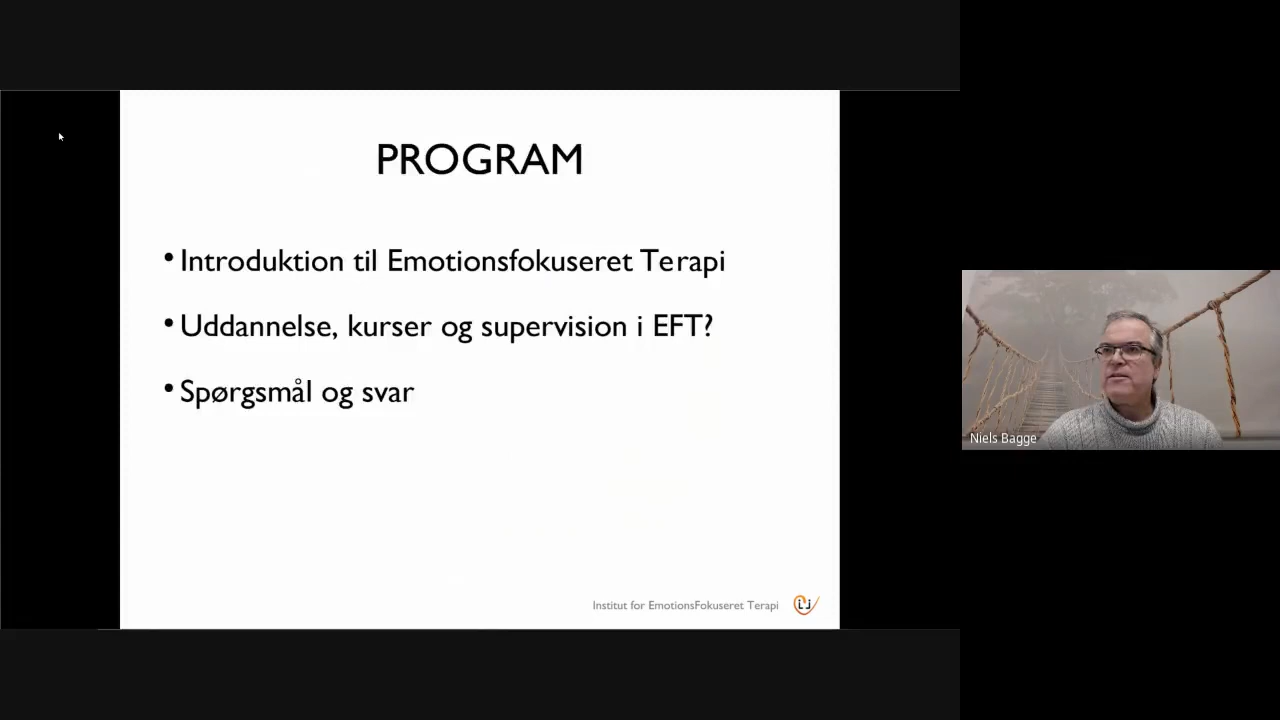 PROGRAM
• Introduktion til Emotionsfokuseret Terapi
• Uddannelse, kurser og supervision i EFT?
• Spørgsmål og svar
Niels Bagge
Institut for EmotionsFokuseret Terapi